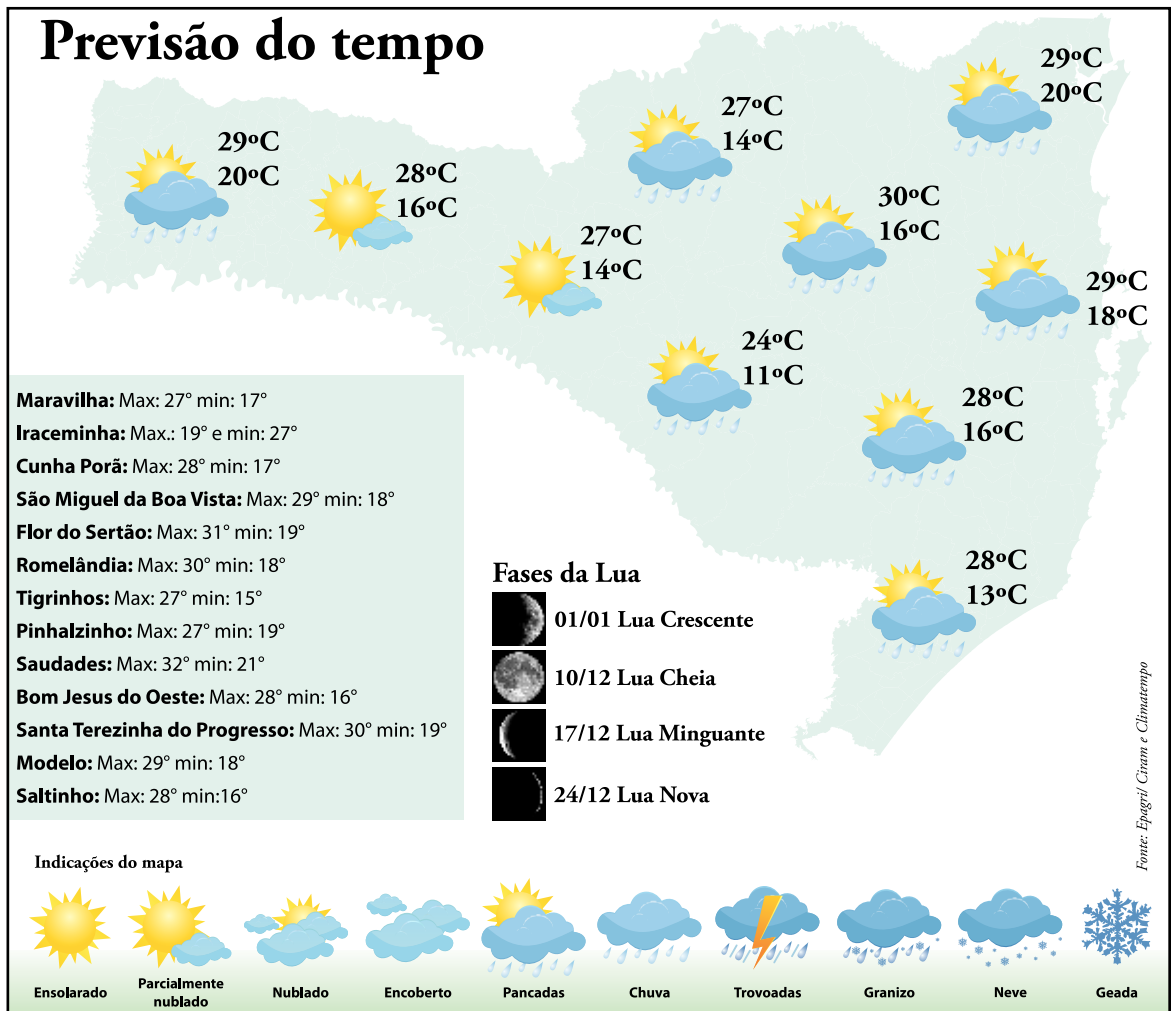 Previsão do tempo
29ºC
20ºC
27ºC
14ºC
29ºC
20ºC
28ºC
16ºC
30ºC
16ºC
27ºC
14ºC
29ºC
18ºC
24ºC
11ºC
28ºC
16ºC
28ºC
13ºC
Maravilha: Max: 27° min: 17°
Iraceminha: Max.: 19° e min: 27°
Cunha Porã: Max: 28° min: 17°
São Miguel da Boa Vista: Max: 29° min: 18°
Flor do Sertão: Max: 31° min: 19°
Romelândia: Max: 30° min: 18°
Tigrinhos: Max: 27° min: 15°
Pinhalzinho: Max: 27° min: 19°
Saudades: Max: 32° min: 21°
Bom Jesus do Oeste: Max: 28° min: 16°
Santa Terezinha do Progresso: Max: 30° min: 19°
Modelo: Max: 29° min: 18°
Saltinho: Max: 28° min:16°
Fases da Lua
01/01 Lua Crescente
10/12 Lua Cheia
17/12 Lua Minguante
24/12 Lua Nova
Fonte: Epagri/ Ciram e Climatempo
Indicações do mapa
Ensolarado
Parcialmente
nublado
Nublado
Encoberto
Pancadas
Chuva
Trovoadas
Granizo
Neve
Geada